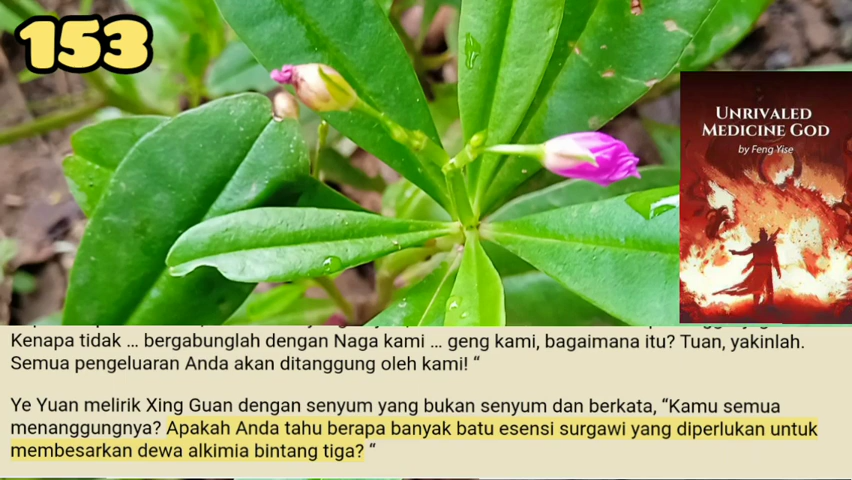 153
UNRIVALED
MEDICINE GOD
by Feng Yise
Kenapa tidak ... bergabunglah dengan Naga kami ... geng kami, bagaimana itu? Tuan, yakinlah.
Semua pengeluaran Anda akan ditanggung oleh kami! “
Ye Yuan melirik Xing Guan dengan senyum yang bukan senyum dan berkata, “Kamu semua
menanggungnya? Apakah Anda tahu berapa banyak batu esensi surgawi yang diperlukan untuk
membesarkan dewa alkimia bintang tiga? “